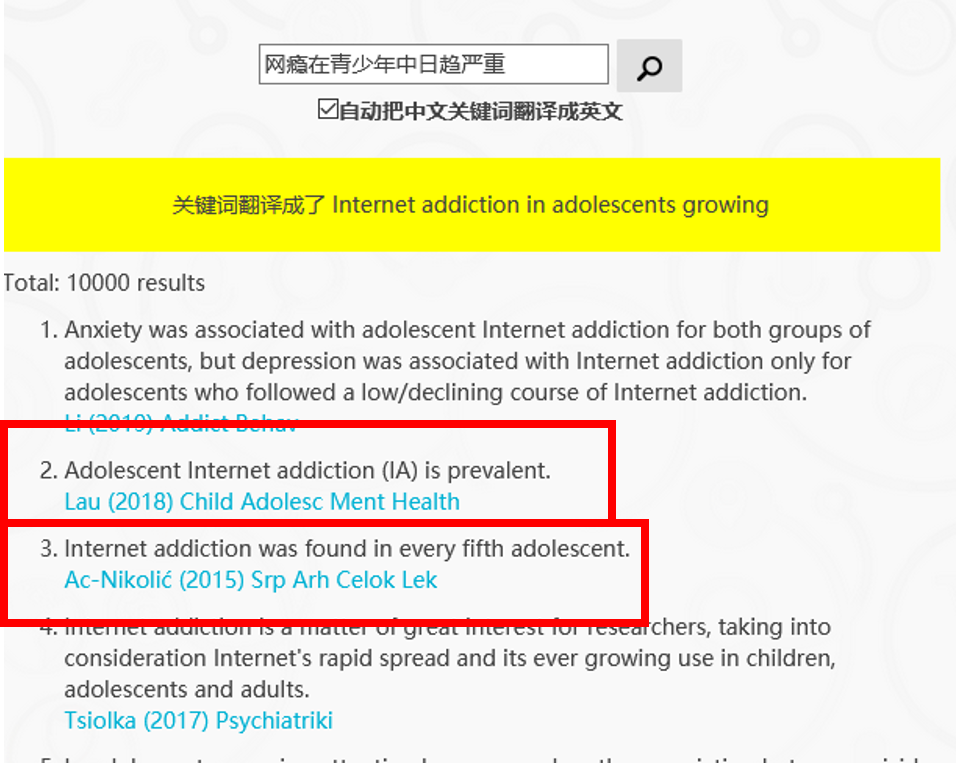 网瘾在青少年中日趋严重
自动把中文关键词翻译成英文
关键词翻译成了 Internet addiction in adolescents growing
Total: 10000 results
1. Anxiety was associated with adolescent Internet addiction for both groups of
adolescents, but depression was associated with Internet addiction only for
adolescents who followed a low/declining course of Internet addiction.
Li (2019) Addict Behav
2. Adolescent Internet addiction (IA) is prevalent.
Lau (2018) Child Adolesc Ment Health
3. Internet addiction was found in every fifth adolescent.
Ac-Nikolić (2015) Srp Arh Celok Lek
4. Internet addiction is a matter of great interest for researchers, taking into
consideration Internet's rapid spread and its ever growing use in children,
adolescents and adults.
Tsiolka (2017) Psychiatriki